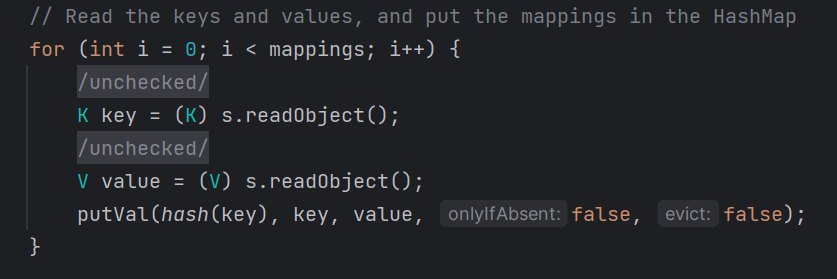 // Read the keys and values, and put the mappings in the HashMap
for (int i = 0; i < mappings; i++) {
/unchecked/
K key = (K) s.readObject();
/unchecked/
V value = (V) s.readObject();
putVal(hash(key), key, value, onlyIfAbsent: false, evict: false);
}